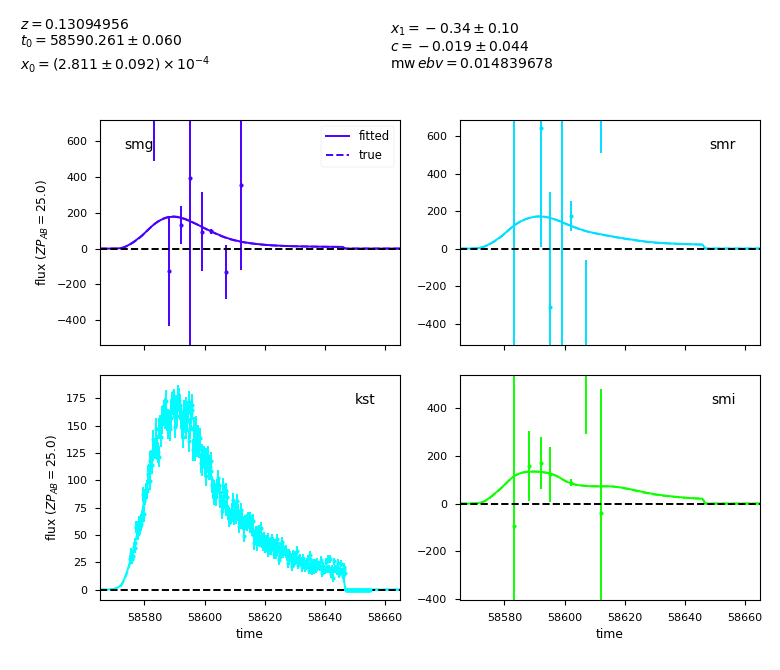 z = 0.13094956
t₀ = 58590.261 ± 0.060
x₀ = (2.811 ± 0.092) × 10⁻⁴
x₁ = −0.34 ± 0.10
c = −0.019 ± 0.044
mw ebv = 0.014839678
smg
fitted
true
600
400
200
0
−200
−400
flux (ZP_AB = 25.0)
smr
600
400
200
0
−200
−400
kst
175
150
125
100
75
50
25
0
flux (ZP_AB = 25.0)
58580 58600 58620 58640 58660
time
smi
400
200
0
−200
−400
58580 58600 58620 58640 58660
time